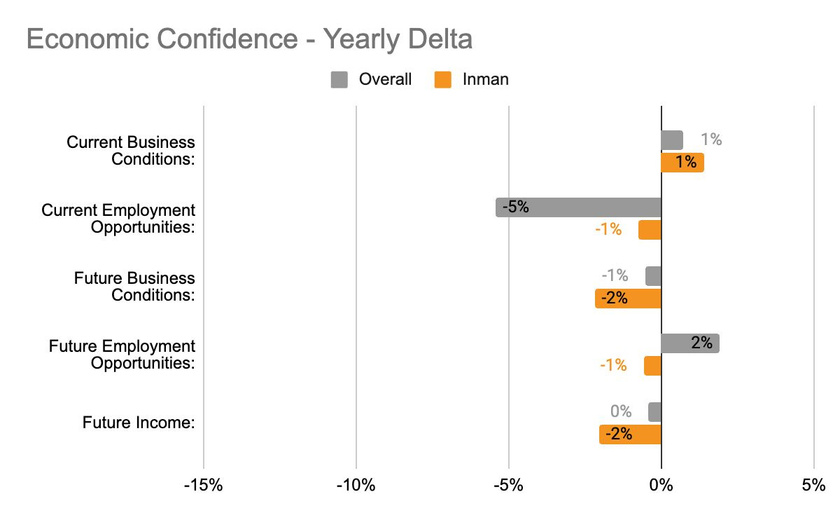 Economic Confidence - Yearly Delta
Overall Inman
Current Business
Conditions:
1%
1%
Current Employment
Opportunities:
-5%
-1%
Future Business
Conditions:
-1%
-2%
Future Employment
Opportunities:
2%
-1%
Future Income:
0%
-2%
-15% -10% -5% 0% 5%